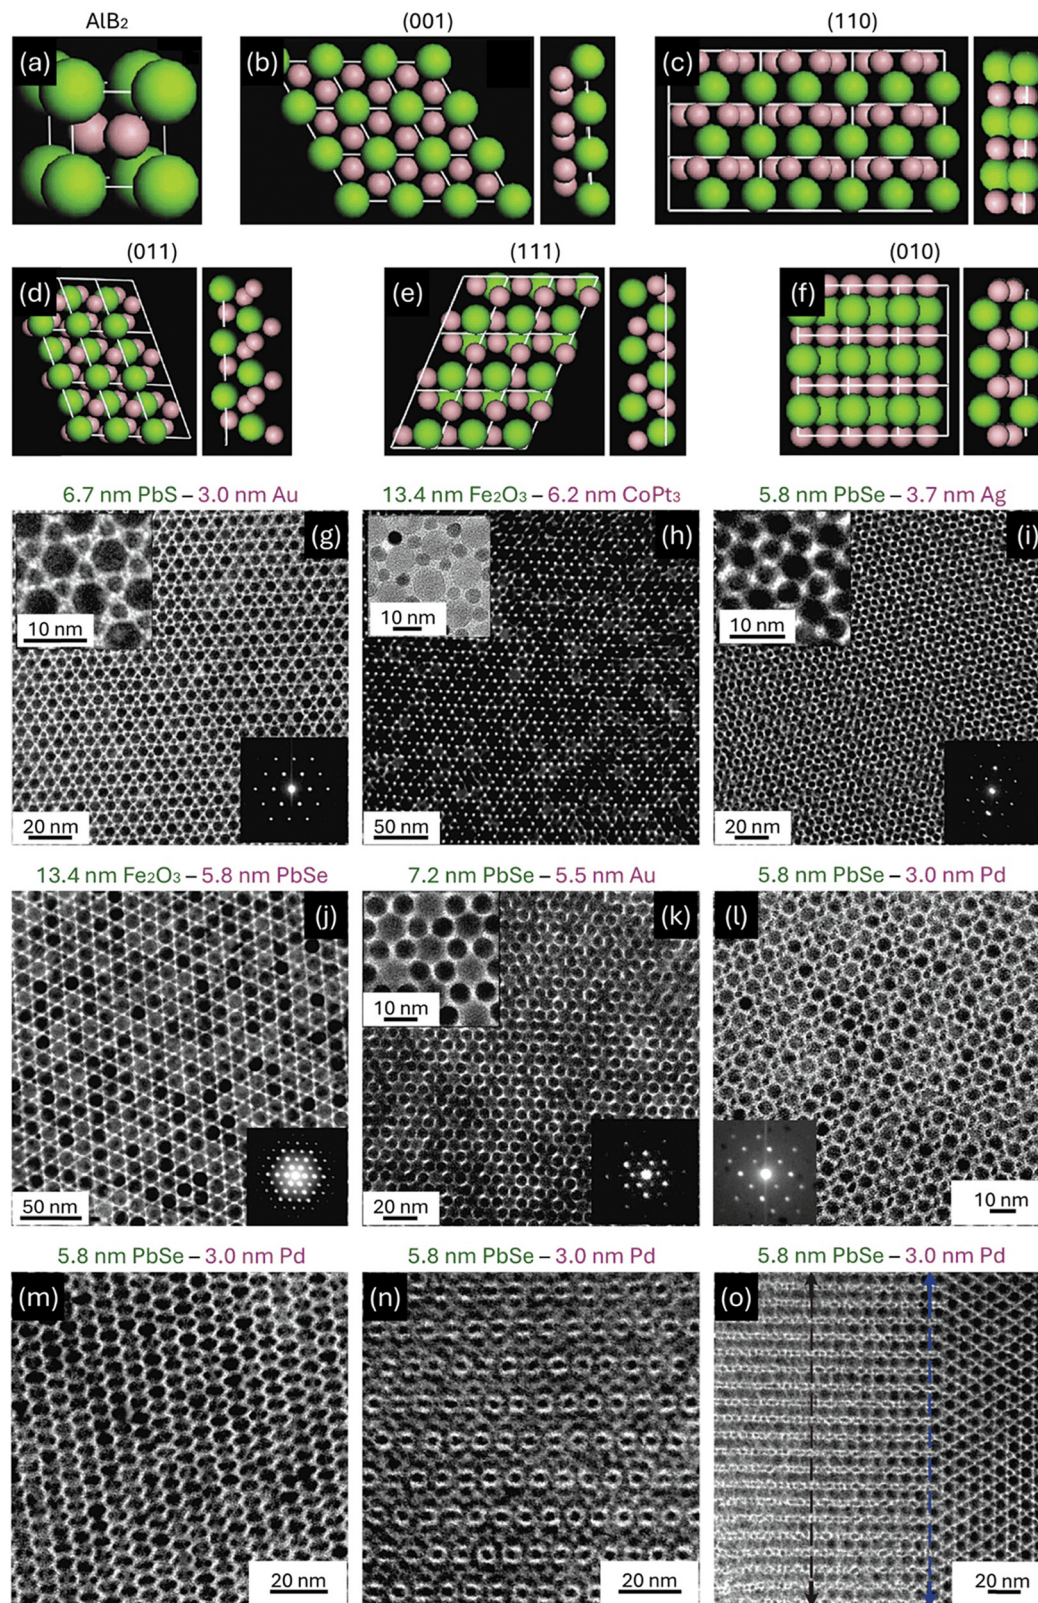 AlB₂ (001) (110)
(a) (b) (c)
(011) (111) (010)
(d) (e) (f)
6.7 nm PbS – 3.0 nm Au 13.4 nm Fe₂O₃ – 6.2 nm CoPt₃ 5.8 nm PbSe – 3.7 nm Ag
(g) (h) (i)
10 nm 10 nm 10 nm
20 nm 50 nm 20 nm
13.4 nm Fe₂O₃ – 5.8 nm PbSe 7.2 nm PbSe – 5.5 nm Au 5.8 nm PbSe – 3.0 nm Pd
(j) (k) (l)
10 nm
50 nm 20 nm 10 nm
5.8 nm PbSe – 3.0 nm Pd 5.8 nm PbSe – 3.0 nm Pd 5.8 nm PbSe – 3.0 nm Pd
(m) (n) (o)
20 nm 20 nm 20 nm